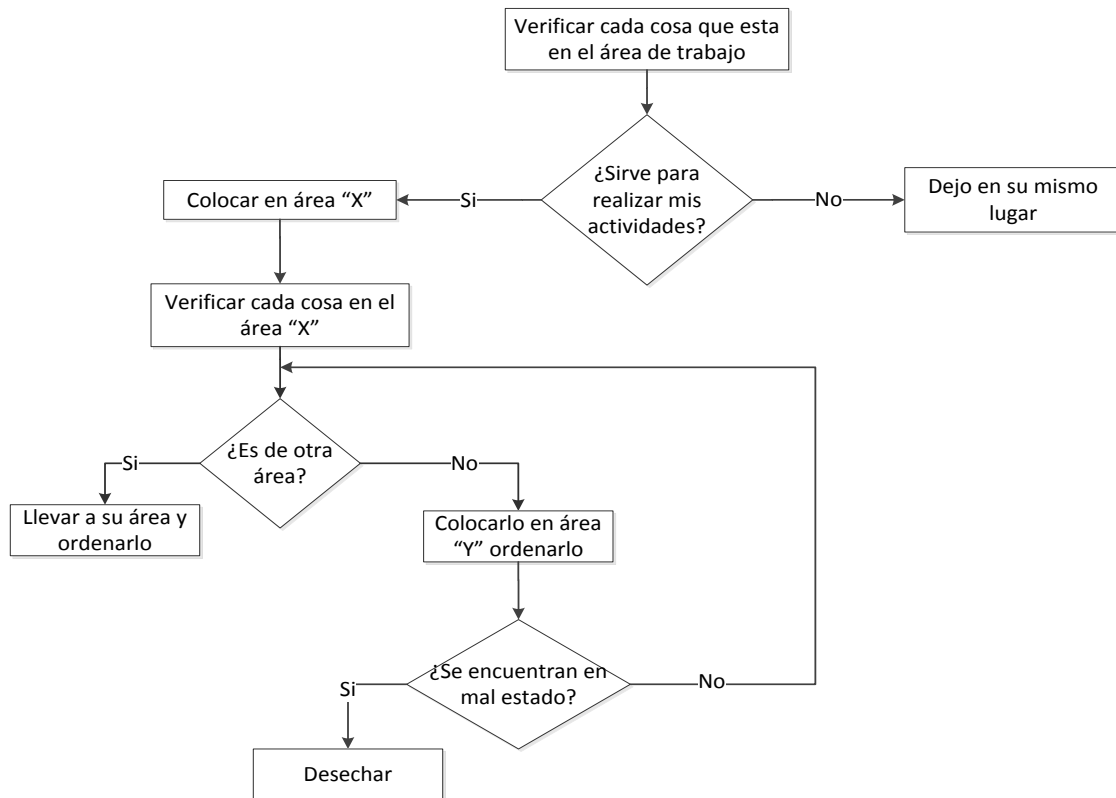 Verificar cada cosa que esta
en el área de trabajo
¿Sirve para
realizar mis
actividades?
Si
No
Colocar en área “X”
Dejo en su mismo
lugar
Verificar cada cosa en el
área “X”
¿Es de otra
área?
Si
No
Llevar a su área y
ordenarlo
Colocarlo en área
“Y” ordenarlo
¿Se encuentran en
mal estado?
Si
No
Desechar